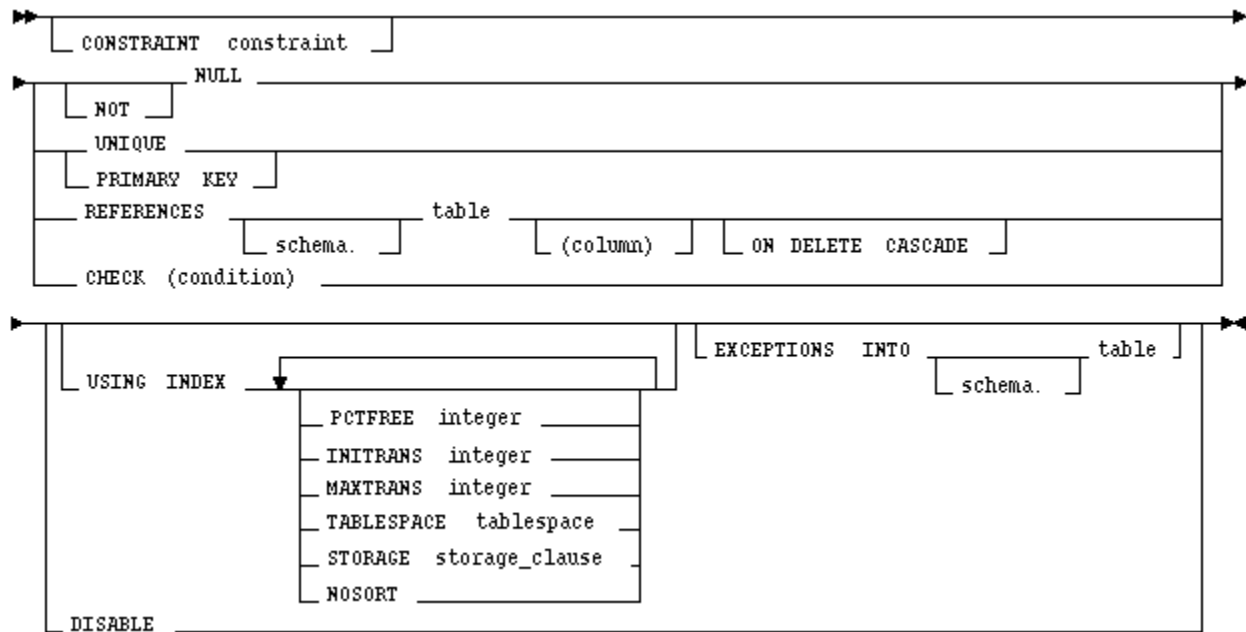 CONSTRAINT constraint
NULL
NOT
UNIQUE
PRIMARY KEY
REFERENCES table
schema. (column) ON DELETE CASCADE
CHECK (condition)
EXCEPTIONS INTO table
USING INDEX schema.
PCTFREE integer
INITRANS integer
MAXTRANS integer
TABLESPACE tablespace
STORAGE storage_clause
NOSORT
DISABLE